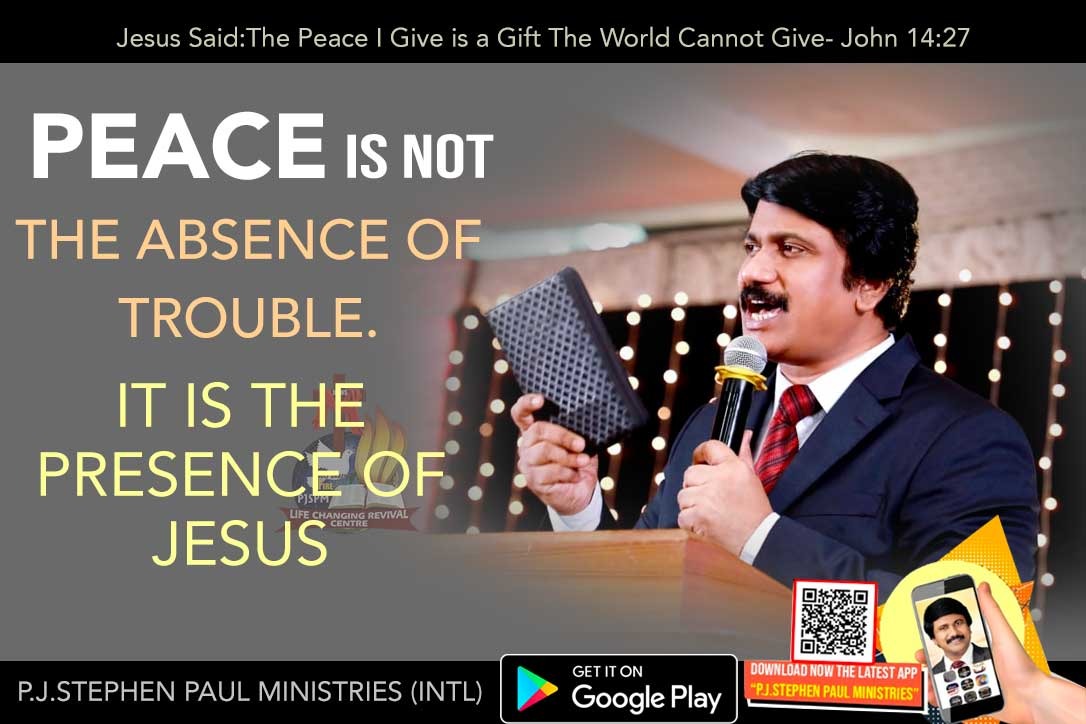 Jesus Said:The Peace I Give is a Gift The World Cannot Give- John 14:27
PEACE IS NOT
THE ABSENCE OF
TROUBLE.
IT IS THE
PRESENCE OF
JESUS
FIRE
PJSPM
LIFE CHANGING REVIVAL
CENTRE
P.J.STEPHEN PAUL MINISTRIES (INTL)
GET IT ON
Google Play
DOWNLOAD NOW THE LATEST APP
"P.J.STEPHEN PAUL MINISTRIES"